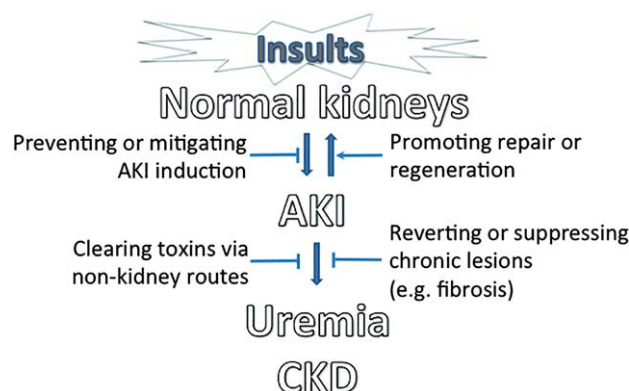 Insults
Normal kidneys
Preventing or mitigating
AKI induction
Promoting repair or
regeneration
AKI
Clearing toxins via
non-kidney routes
Reverting or suppressing
chronic lesions
(e.g. fibrosis)
Uremia
CKD